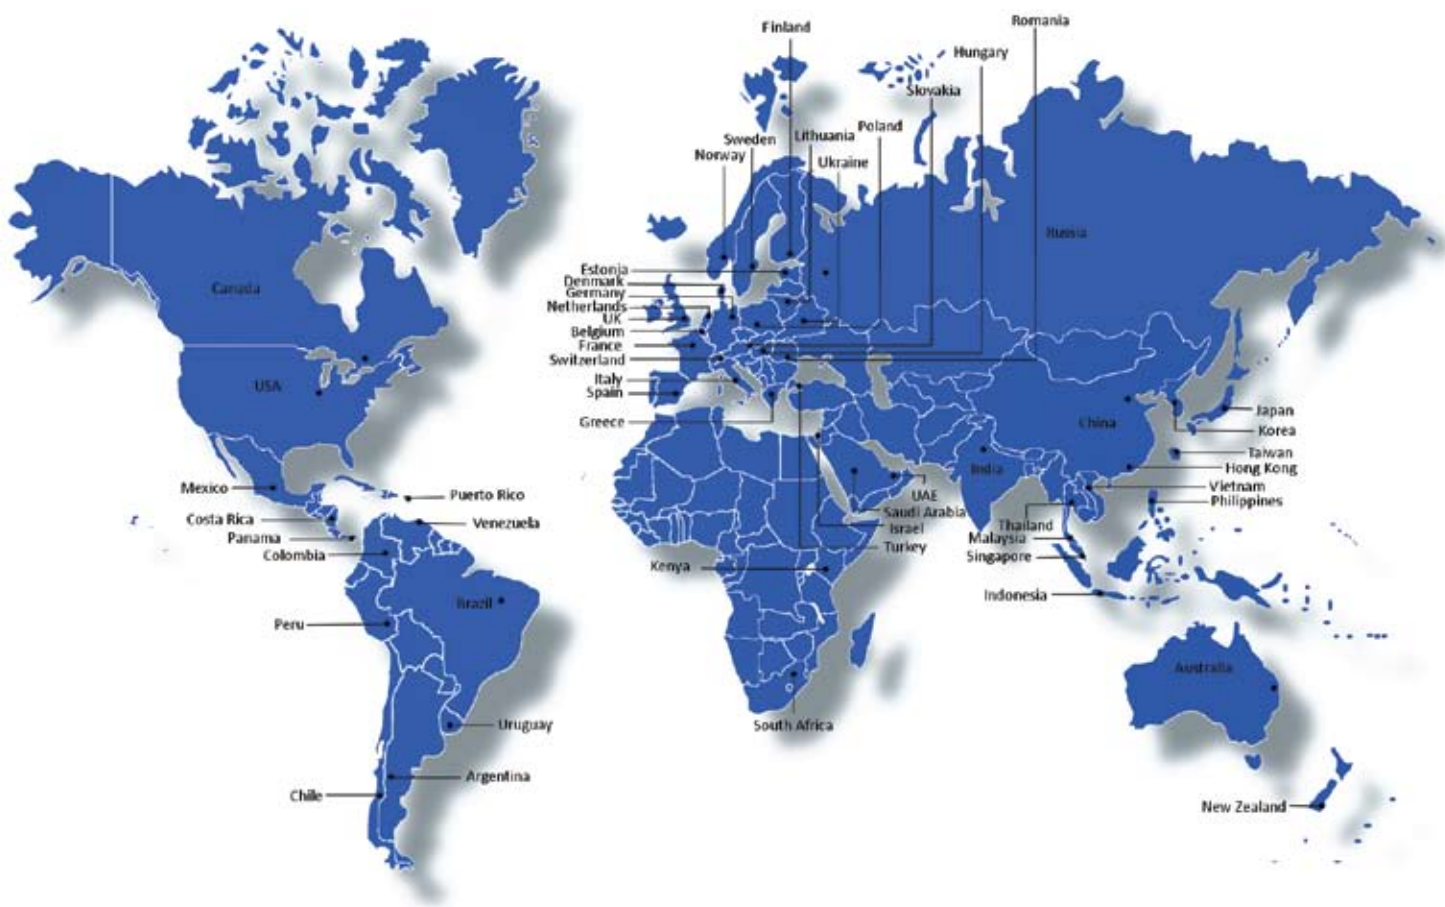 Romania
Finland
Hungary
Slovakia
Lithuania
Poland
Sweden
Norway
Ukraine
Russia
Estonia
Denmark
Germany
Netherlands
UK
Belgium
France
Switzerland
Italy
Spain
Greece
Canada
USA
China
Japan
Korea
Taiwan
Hong Kong
India
Vietnam
Philippines
Mexico
Puerto Rico
UAE
Saudi Arabia
Costa Rica
Venezuela
Israel
Thailand
Panama
Malaysia
Turkey
Colombia
Singapore
Kenya
Indonesia
Brazil
Peru
Australia
Uruguay
South Africa
Argentina
Chile
New Zealand